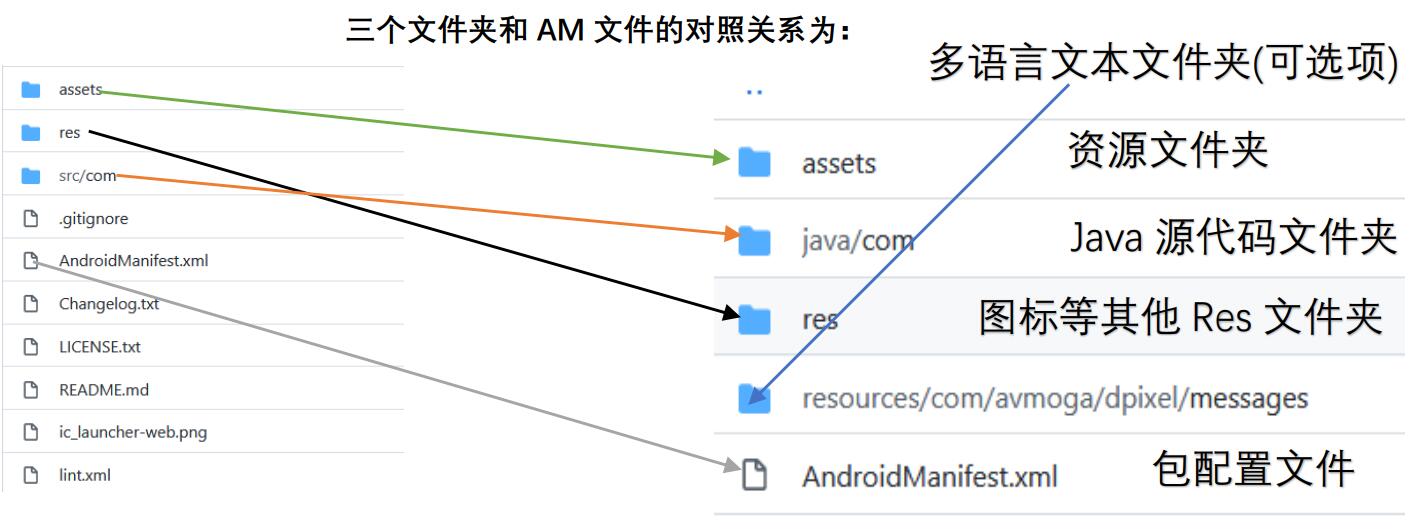 三个文件夹和 AM 文件的对照关系为：
assets
res
src/com
.gitignore
AndroidManifest.xml
Changelog.txt
LICENSE.txt
README.md
ic_launcher-web.png
lint.xml
多语言文本文件夹(可选项)
..
assets
资源文件夹
java/com
Java 源代码文件夹
res
图标等其他 Res 文件夹
resources/com/avmoga/dpixel/messages
AndroidManifest.xml
包配置文件